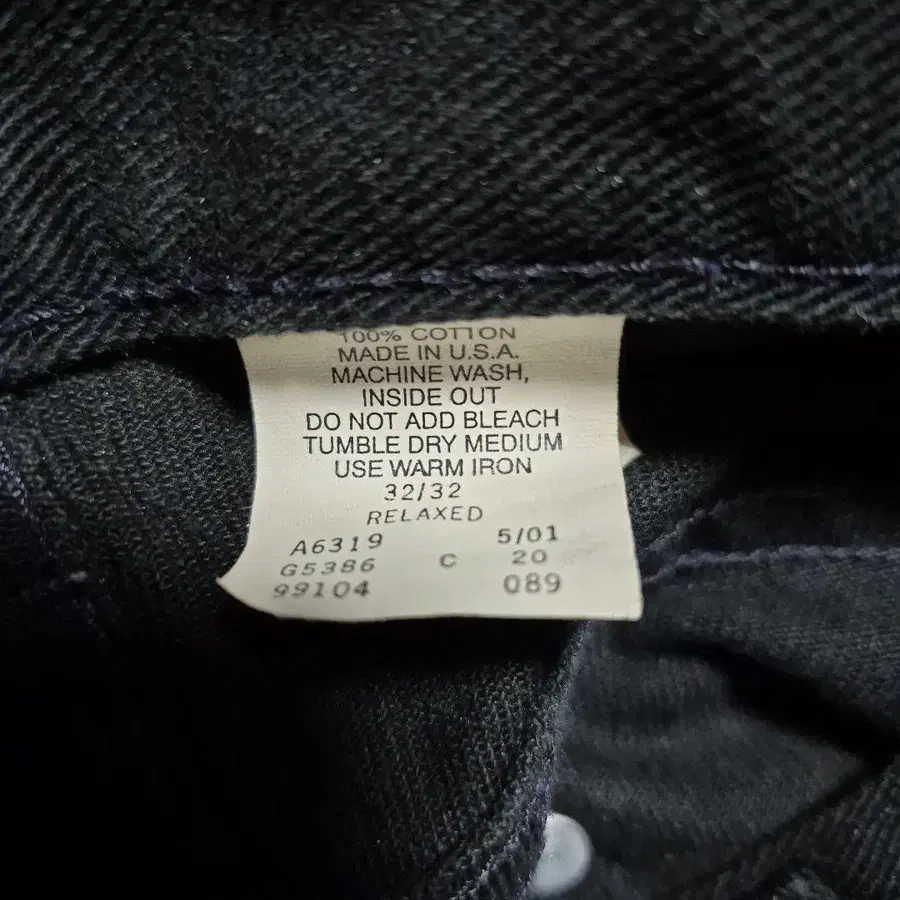 100% COTTON
MADE IN U.S.A.
MACHINE WASH,
INSIDE OUT
DO NOT ADD BLEACH
TUMBLE DRY MEDIUM
USE WARM IRON
32/32
RELAXED
A6319 5/01
G5386 C 20
99104 089